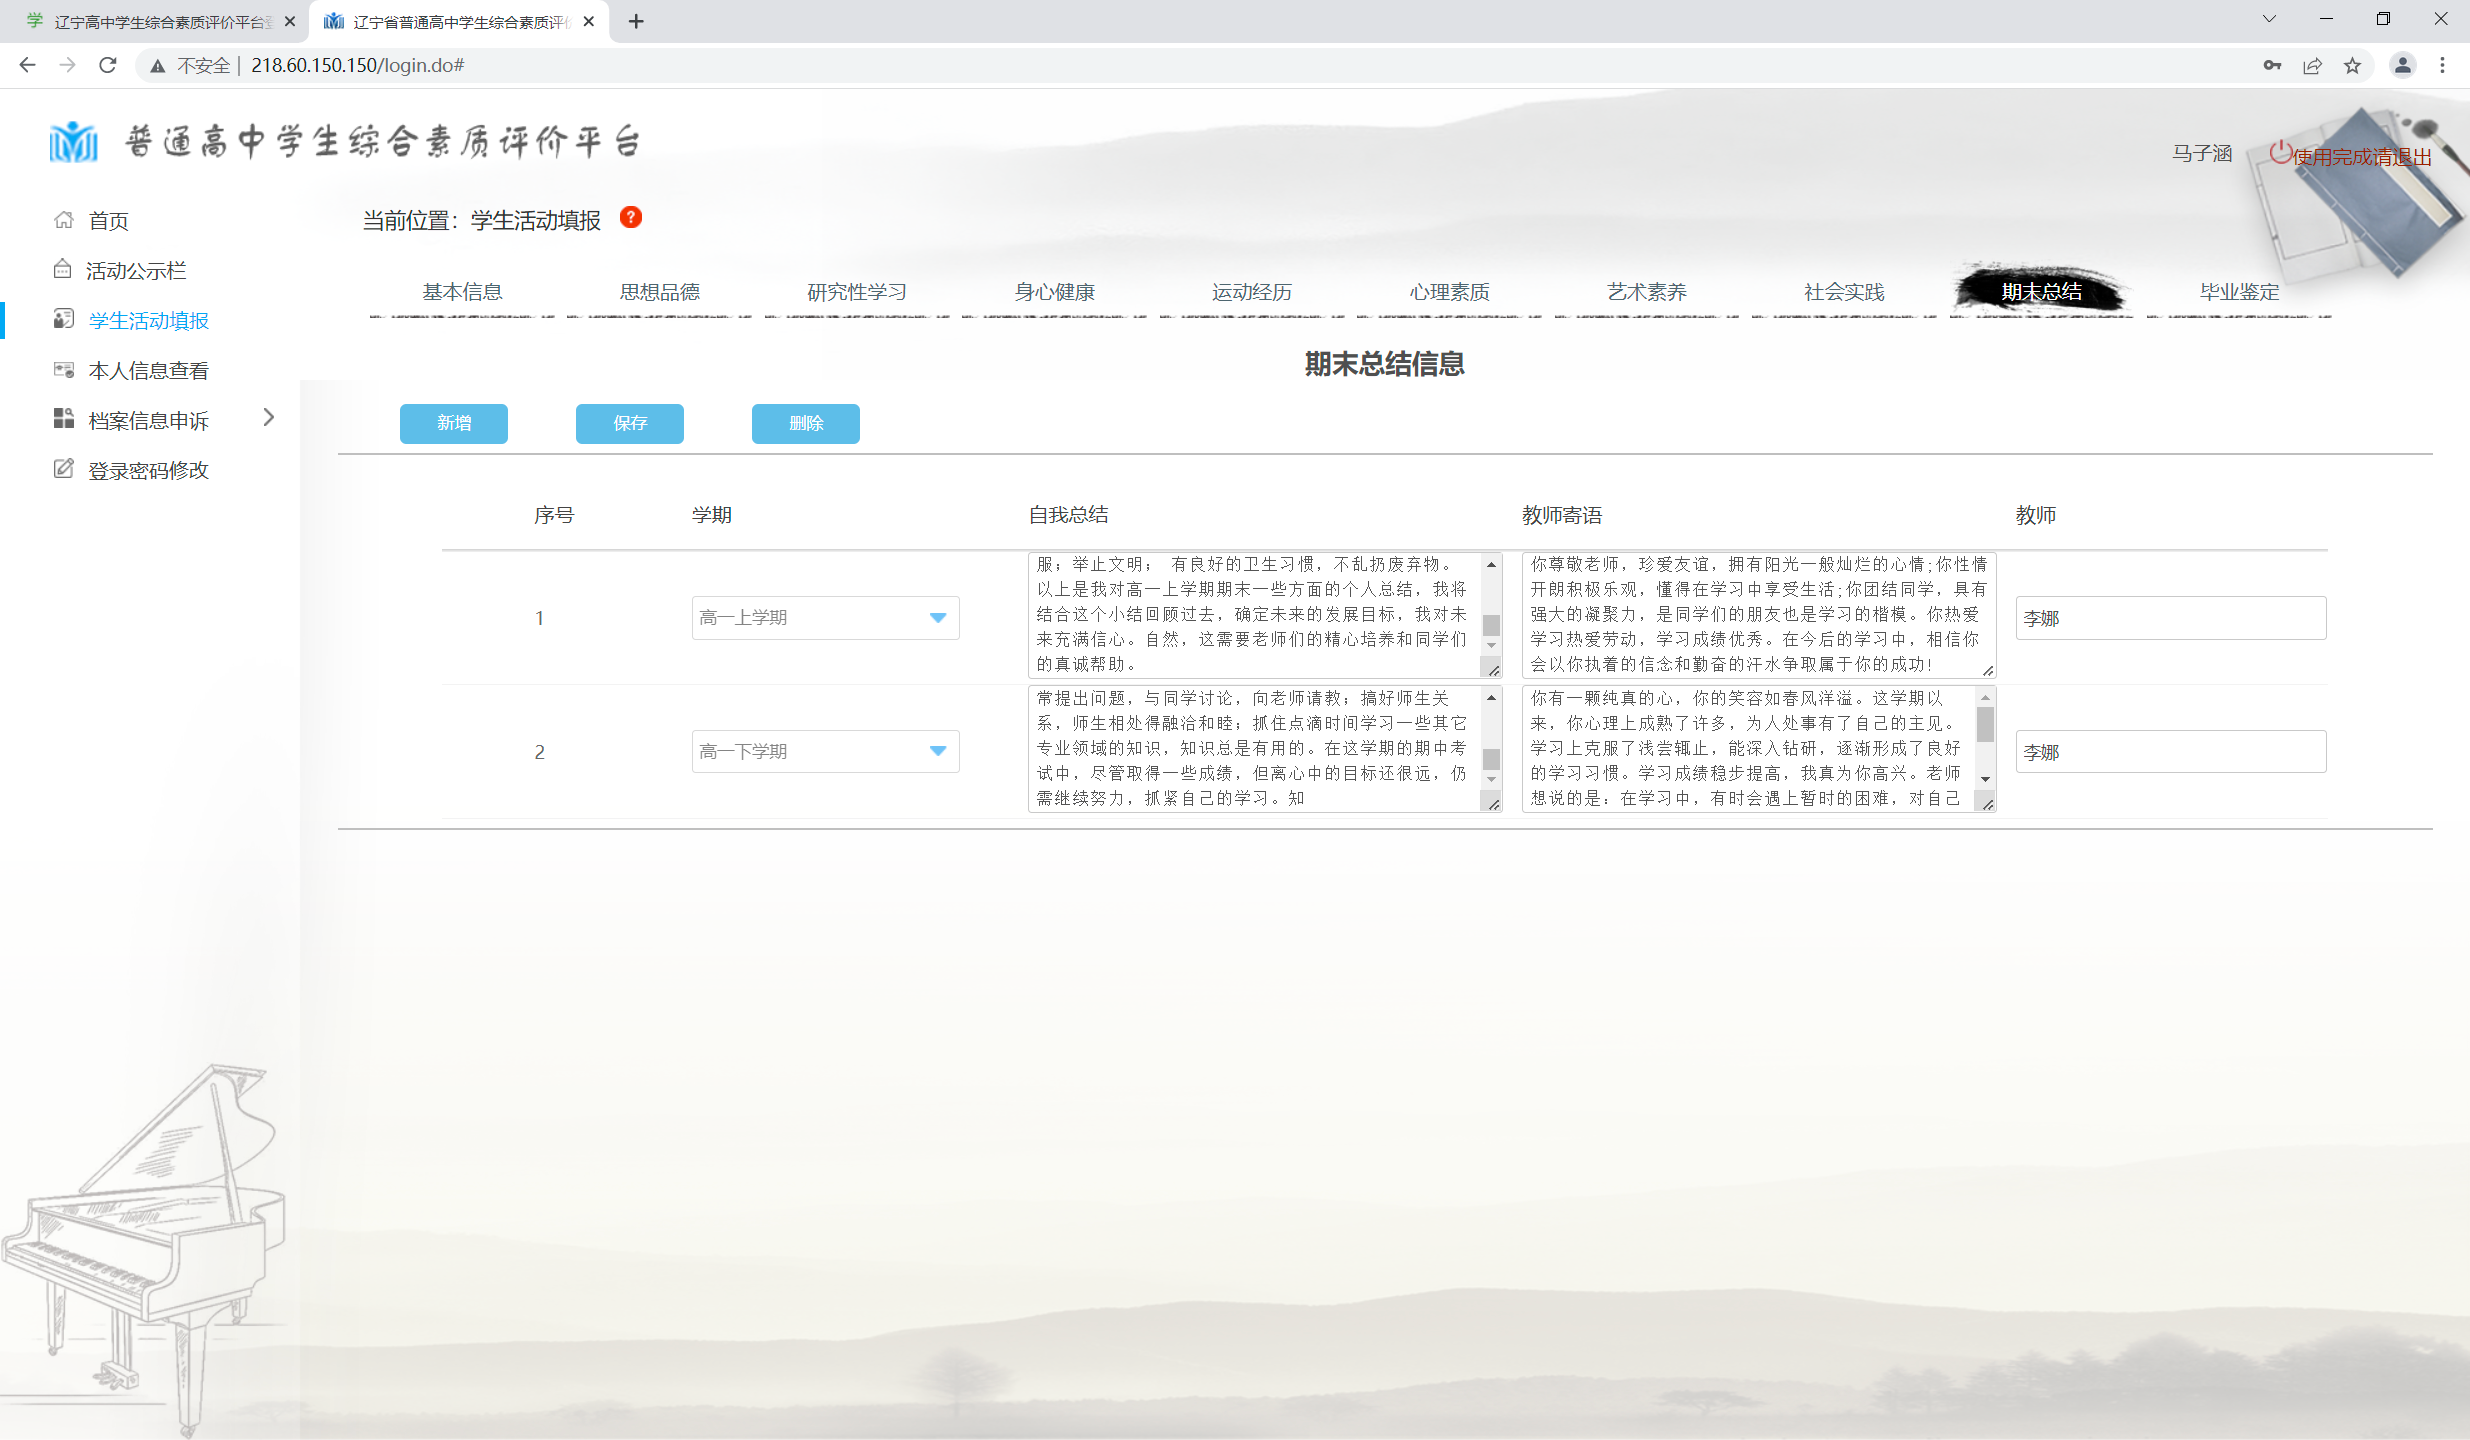 学 辽宁高中学生综合素质评价平台
辽宁省普通高中学生综合素质评
不安全 | 218.60.150.150/login.do#
普通高中学生综合素质评价平台
马子涵 使用完成请退出
首页
活动公示栏
学生活动填报
本人信息查看
档案信息申诉
登录密码修改
当前位置：学生活动填报 ?
基本信息 思想品德 研究性学习 身心健康 运动经历 心理素质 艺术素养 社会实践 期末总结 毕业鉴定
期末总结信息
新增 保存 删除
序号 学期 自我总结 教师寄语 教师
1
高一上学期
服；举止文明； 有良好的卫生习惯，不乱扔废弃物。
以上是我对高一上学期期末一些方面的个人总结，我将
结合这个小结回顾过去，确定未来的发展目标，我对未
来充满信心。自然，这需要老师们的精心培养和同学们
的真诚帮助。
你尊敬老师，珍爱友谊，拥有阳光一般灿烂的心情;你性情
开朗积极乐观，懂得在学习中享受生活;你团结同学，具有
强大的凝聚力，是同学们的朋友也是学习的楷模。你热爱
学习热爱劳动，学习成绩优秀。在今后的学习中，相信你
会以你执着的信念和勤奋的汗水争取属于你的成功！
李娜
2
高一下学期
常提出问题，与同学讨论，向老师请教；搞好师生关
系，师生相处得融洽和睦；抓住点滴时间学习一些其它
专业领域的知识，知识总是有用的。在这学期的期中考
试中，尽管取得一些成绩，但离心中的目标还很远，仍
需继续努力，抓紧自己的学习。知
你有一颗纯真的心，你的笑容如春风洋溢。这学期以
来，你心理上成熟了许多，为人处事有了自己的主见。
学习上克服了浅尝辄止，能深入钻研，逐渐形成了良好
的学习习惯。学习成绩稳步提高，我真为你高兴。老师
想说的是：在学习中，有时会遇上暂时的困难，对自己
李娜